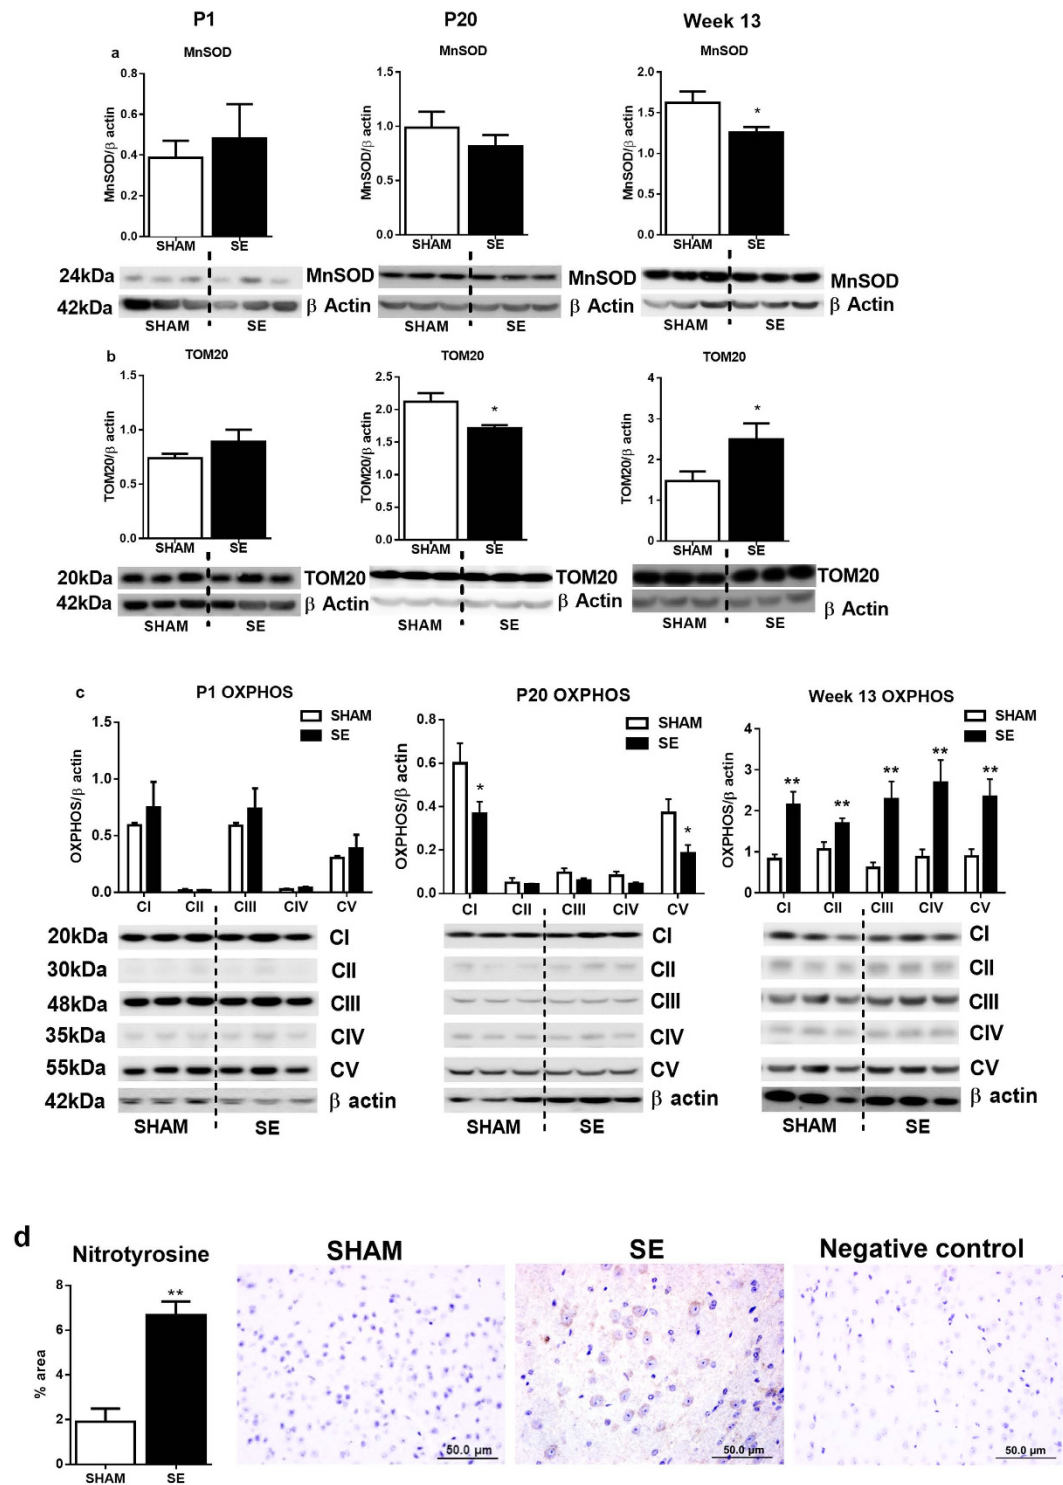 P1 P20 Week 13
a
MnSOD MnSOD MnSOD
MnSOD/β actin
0.8
0.6
0.4
0.2
0.0
SHAM SE
MnSOD/β actin
1.5
1.0
0.5
0.0
SHAM SE
MnSOD/β actin
2.0
1.5
1.0
0.5
0.0
*
SHAM SE
24kDa MnSOD MnSOD MnSOD
42kDa β Actin β Actin β Actin
SHAM SE SHAM SE SHAM SE
b
TOM20 TOM20 TOM20
TOM20/β actin
1.5
1.0
0.5
0.0
SHAM SE
TOM20/β actin
2.5
2.0
1.5
1.0
0.5
0.0
*
SHAM SE
TOM20/β actin
4
3
2
1
0
*
SHAM SE
20kDa TOM20 TOM20 TOM20
42kDa β Actin β Actin β Actin
SHAM SE SHAM SE SHAM SE
c
P1 OXPHOS P20 OXPHOS Week 13 OXPHOS
SHAM
SE
OXPHOS/β actin
1.5
1.0
0.5
0.0
CI CII CIII CIV CV
SHAM
SE
OXPHOS/β actin
0.8
0.6
0.4
0.2
0.0
* *
CI CII CIII CIV CV
SHAM
SE
OXPHOS/β actin
4
3
2
1
0
** ** ** ** **
CI CII CIII CIV CV
20kDa CI CI CI
30kDa CII CII CII
48kDa CIII CIII CIII
35kDa CIV CIV CIV
55kDa CV CV CV
42kDa β actin β actin β actin
SHAM SE SHAM SE SHAM SE
d
Nitrotyrosine
% area
8
6
4
2
0
**
SHAM SE
SHAM SE Negative control
50.0 µm 50.0 µm 50.0 µm